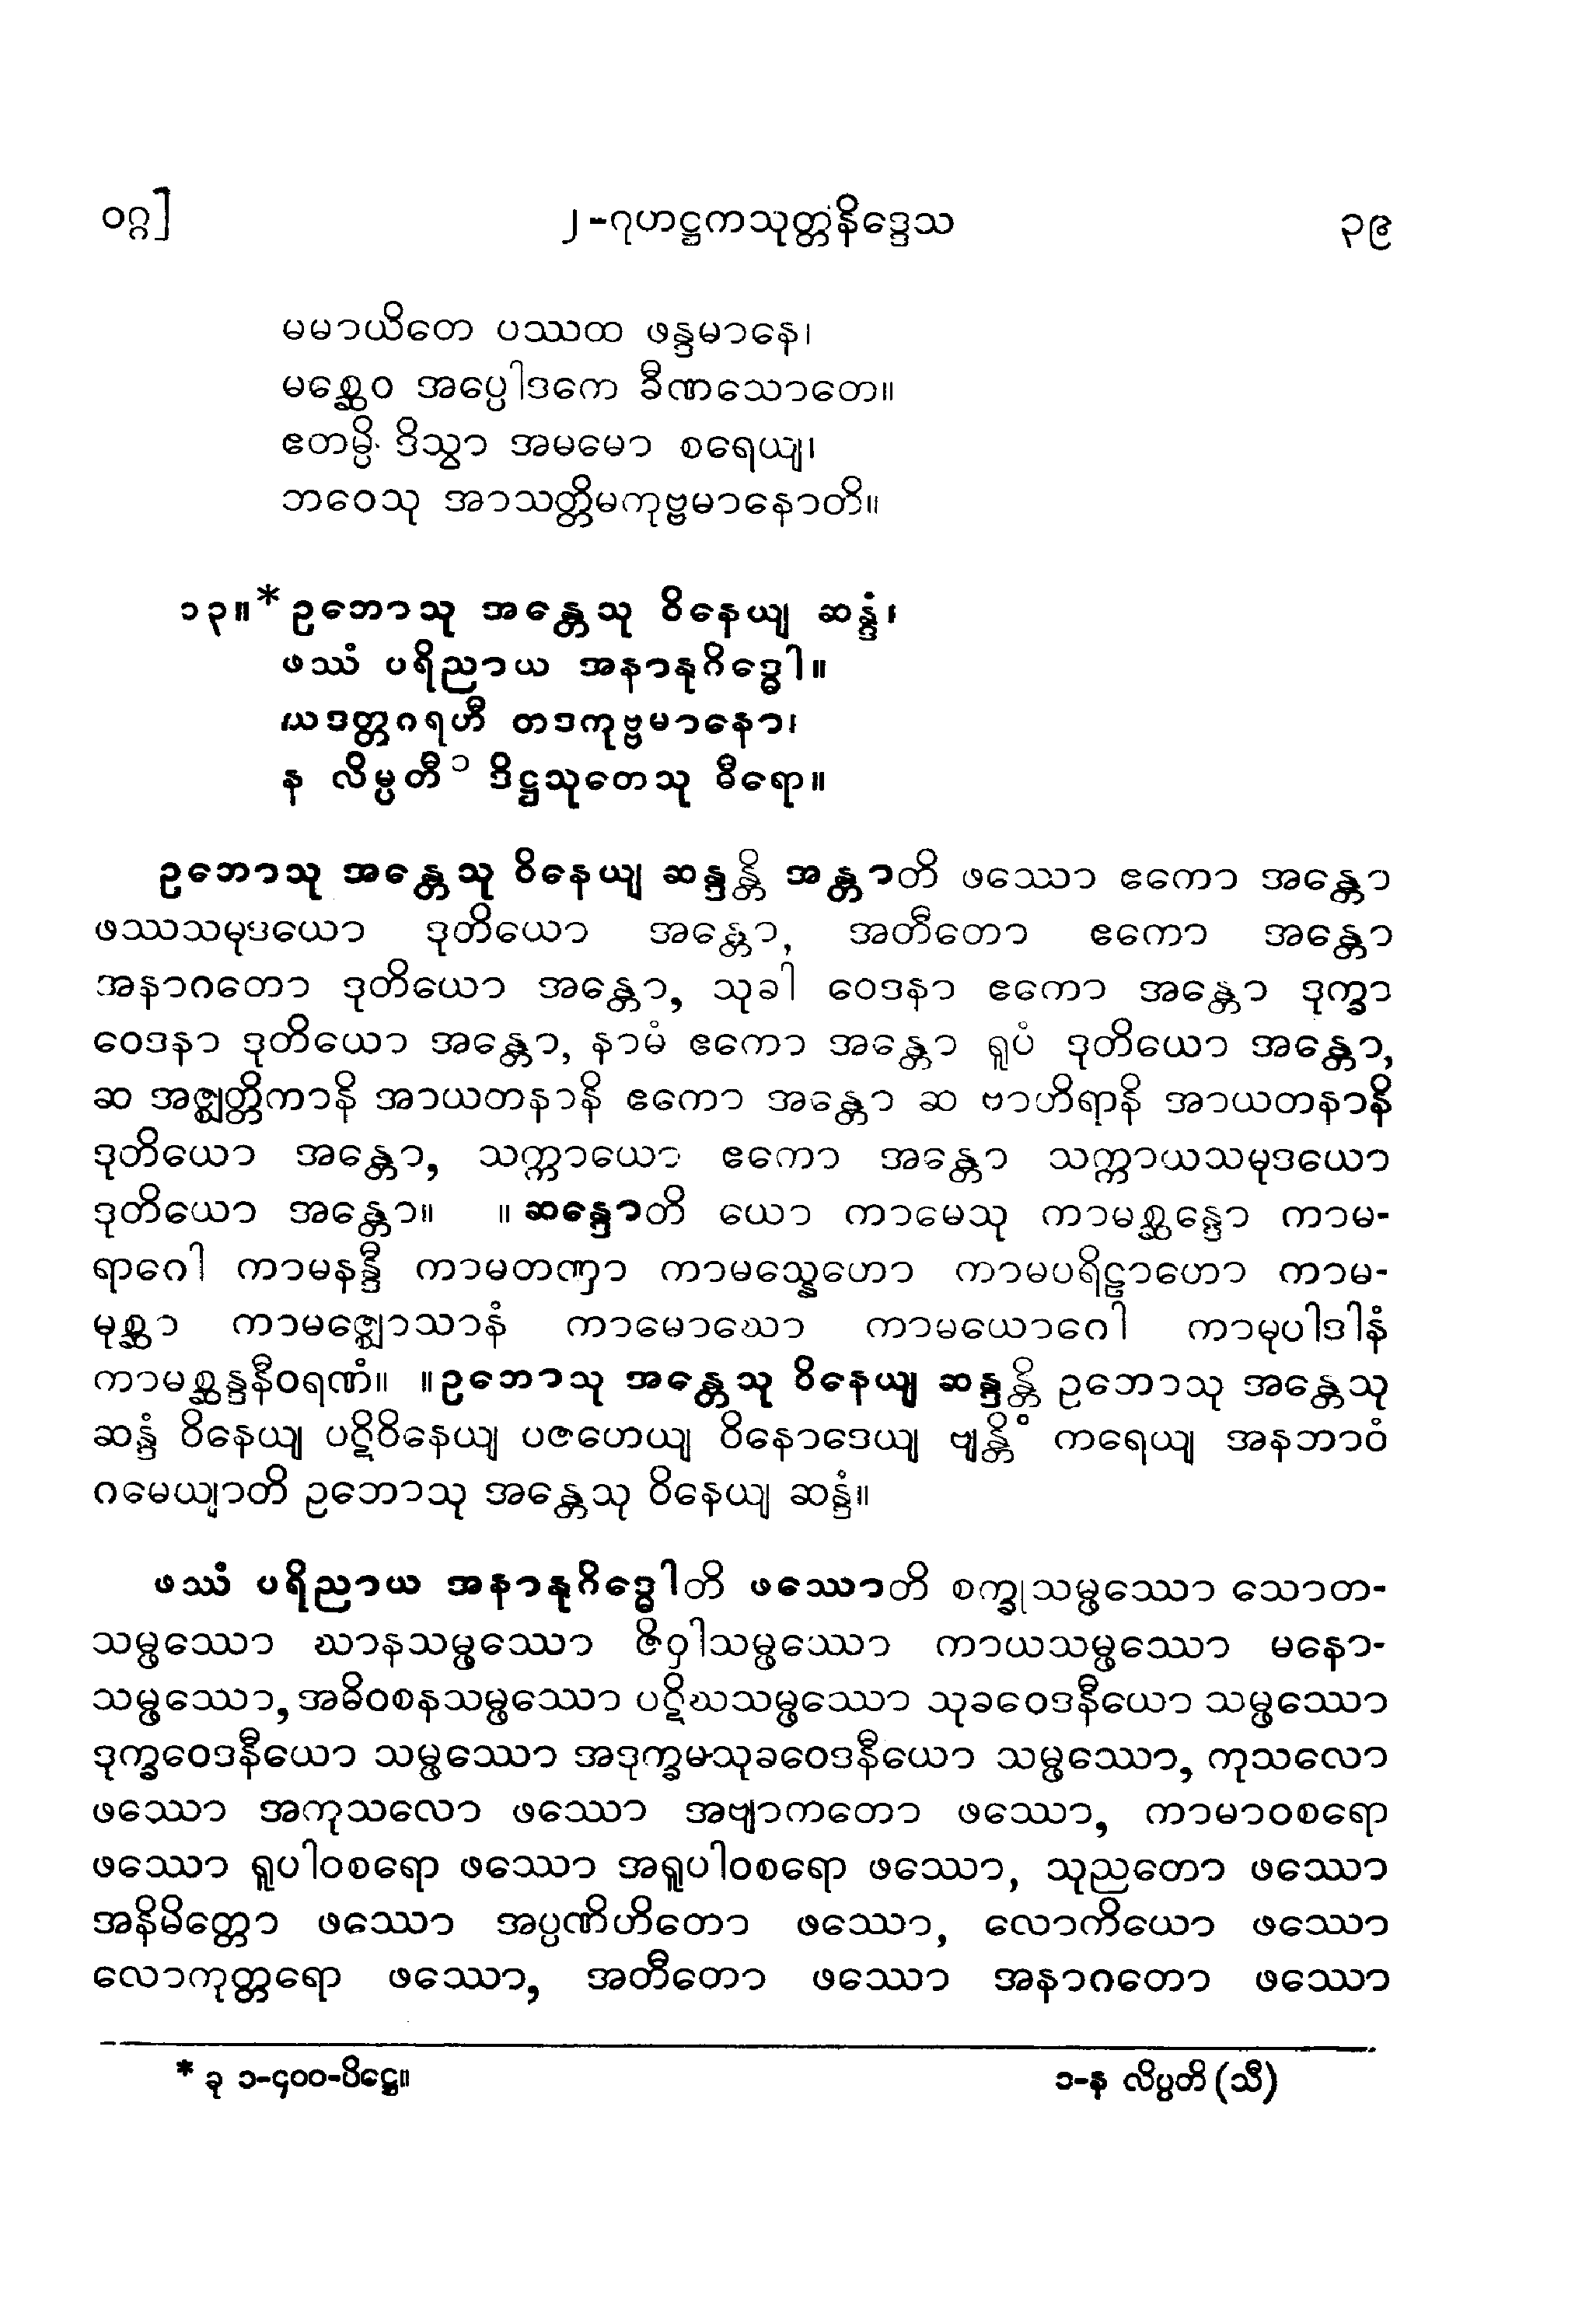 ဝဂ္ဂ]
၂-ဂုဟဋ္ဌကသုတ္တနိဒ္ဒေသ
၃၉
မမာယိတေ ပဿထ ဖန္ဒမာနေ၊
မစ္ဆေဝ အပ္ပေါဒကေ ခီဏသောတေ။
ဧတမ္ပိ ဒိသွာ အမမော စရေယျ၊
ဘဝေသု အာသတ္တိမကုဗ္ဗမာနောတိ။
၁၃။* ဥဘောသု အန္တေသု ဝိနေယျ ဆန္ဒံ၊
ဖဿံ ပရိညာယ အနာနုဂိဒ္ဓေါ။
ယဒတ္တဂရဟီ တဒကုဗ္ဗမာနော၊
န လိမ္ပတီ ၁ ဒိဋ္ဌသုတေသု ဓီရော။
ဥဘောသု အန္တေသု ဝိနေယျ ဆန္ဒန္တိ အန္တာတိ ဖဿော ဧကော အန္တော
ဖဿသမုဒယော ဒုတိယော အန္တော, အတီတော ဧကော အန္တော
အနာဂတော ဒုတိယော အန္တော, သုခါ ဝေဒနာ ဧကော အန္တော ဒုက္ခာ
ဝေဒနာ ဒုတိယော အန္တော, နာမံ ဧကော အန္တော ရူပံ ဒုတိယော အန္တော,
ဆ အဇ္ဈတ္တိကာနိ အာယတနာနိ ဧကော အန္တော ဆ ဗာဟိရာနိ အာယတနာနိ
ဒုတိယော အန္တော, သက္ကာယော ဧကော အန္တော သက္ကာယသမုဒယော
ဒုတိယော အန္တော။ ။ ဆန္ဒောတိ ယော ကာမေသု ကာမစ္ဆန္ဒော ကာမ-
ရာဂေါ ကာမနန္ဒီ ကာမတဏှာ ကာမသ္နေဟော ကာမပရိဠာဟော ကာမ-
မုစ္ဆာ ကာမဇ္ဈောသာနံ ကာမောဃော ကာမယောဂေါ ကာမုပါဒါနံ
ကာမစ္ဆန္ဒနီဝရဏံ။ ။ဥဘောသု အန္တေသု ဝိနေယျ ဆန္ဒန္တိ ဥဘောသု အန္တေသု
ဆန္ဒံ ဝိနေယျ ပဋိဝိနေယျ ပဇဟေယျ ဝိနောဒေယျ ဗျန္တိံ ကရေယျ အနဘာဝံ
ဂမေယျာတိ ဥဘောသု အန္တေသု ဝိနေယျ ဆန္ဒံ။
ဖဿံ ပရိညာယ အနာနုဂိဒ္ဓေါတိ ဖဿောတိ စက္ခုသမ္ဖဿော သောတ-
သမ္ဖဿော ဃာနသမ္ဖဿော ဇိဝှါသမ္ဖဿော ကာယသမ္ဖဿော မနော-
သမ္ဖဿော, အဓိဝစနသမ္ဖဿော ပဋိဃသမ္ဖဿော သုခဝေဒနီယော သမ္ဖဿော
ဒုက္ခဝေဒနီယော သမ္ဖဿော အဒုက္ခမသုခဝေဒနီယော သမ္ဖဿော, ကုသလော
ဖဿော အကုသလော ဖဿော အဗျာကတော ဖဿော, ကာမာဝစရော
ဖဿော ရူပါဝစရော ဖဿော အရူပါဝစရော ဖဿော, သုညတော ဖဿော
အနိမိတ္တော ဖဿော အပ္ပဏိဟိတော ဖဿော, လောကိယော ဖဿော
လောကုတ္တရော ဖဿော, အတီတော ဖဿော အနာဂတော ဖဿော
* ခု ၁-၄၀၀-ပိဋ္ဌေ။
၁-န လိပ္ပတိ (သီ)